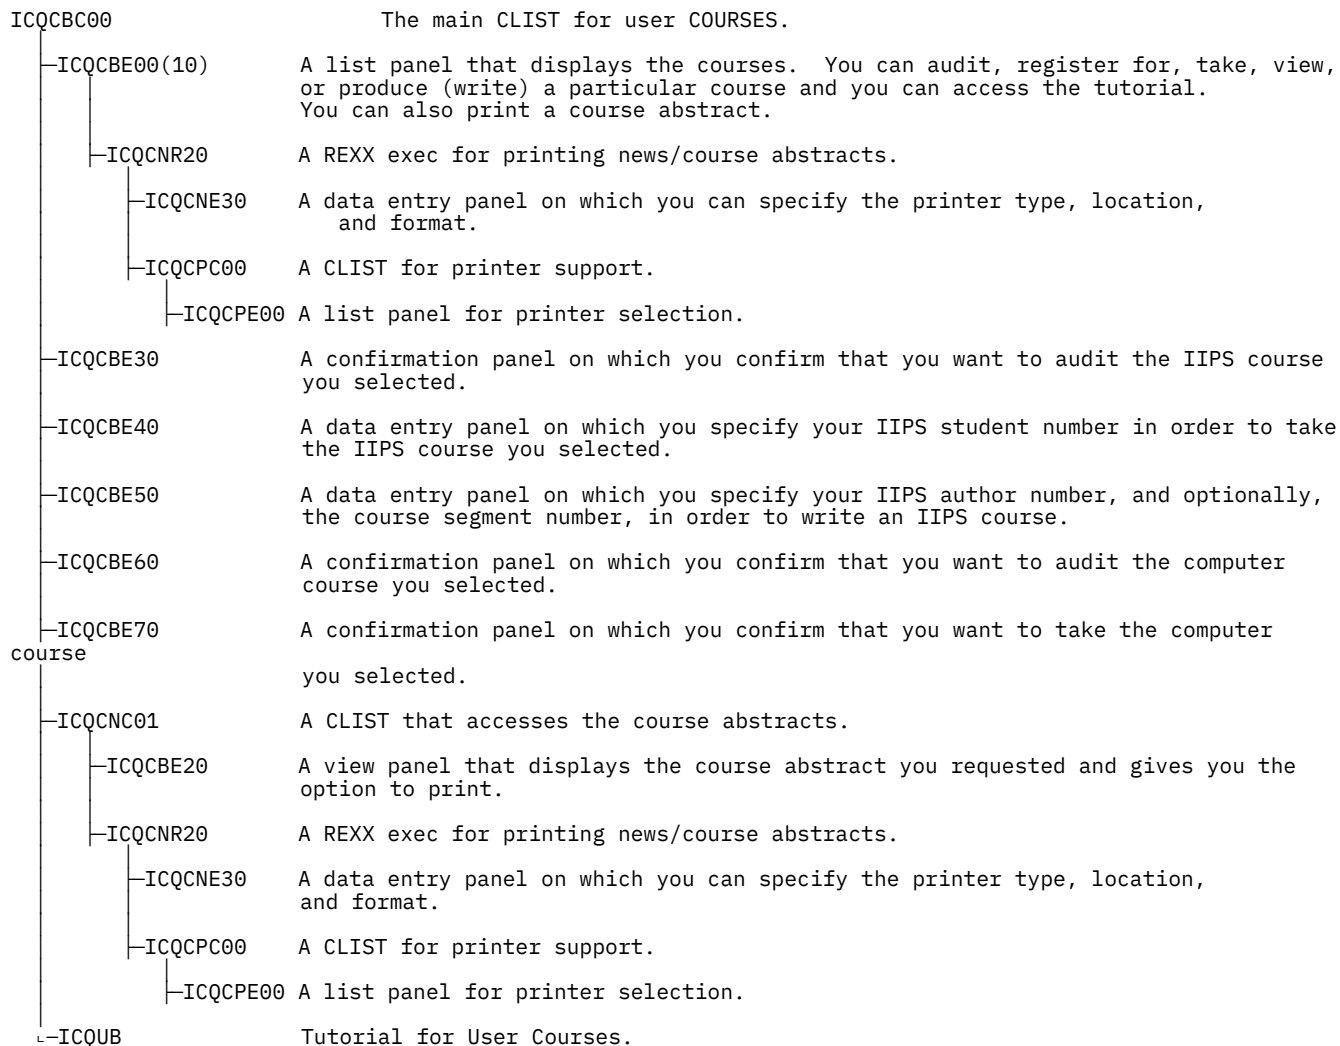 ICQCBC00 The main CLIST for user COURSES.
ICQCBE00(10) A list panel that displays the courses. You can audit, register for, take, view,
or produce (write) a particular course and you can access the tutorial.
You can also print a course abstract.
ICQCNR20 A REXX exec for printing news/course abstracts.
ICQCNE30 A data entry panel on which you can specify the printer type, location,
and format.
ICQCPC00 A CLIST for printer support.
ICQCPE00 A list panel for printer selection.
ICQCBE30 A confirmation panel on which you confirm that you want to audit the IIPS course
you selected.
ICQCBE40 A data entry panel on which you specify your IIPS student number in order to take
the IIPS course you selected.
ICQCBE50 A data entry panel on which you specify your IIPS author number, and optionally,
the course segment number, in order to write an IIPS course.
ICQCBE60 A confirmation panel on which you confirm that you want to audit the computer
course you selected.
ICQCBE70 A confirmation panel on which you confirm that you want to take the computer
course
you selected.
ICQCNC01 A CLIST that accesses the course abstracts.
ICQCBE20 A view panel that displays the course abstract you requested and gives you the
option to print.
ICQCNR20 A REXX exec for printing news/course abstracts.
ICQCNE30 A data entry panel on which you can specify the printer type, location,
and format.
ICQCPC00 A CLIST for printer support.
ICQCPE00 A list panel for printer selection.
ICQUB Tutorial for User Courses.